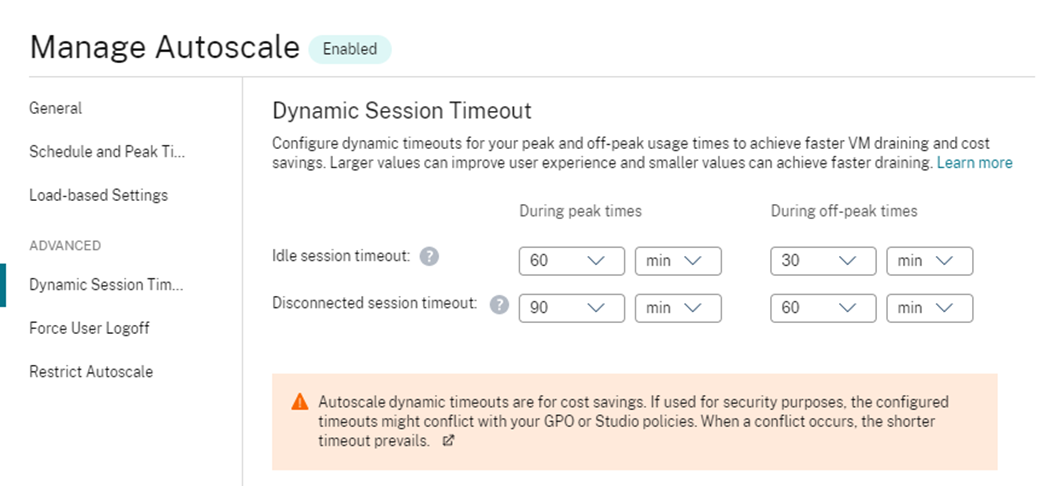 Manage Autoscale Enabled
General
Schedule and Peak Ti...
Load-based Settings
ADVANCED
Dynamic Session Tim...
Force User Logoff
Restrict Autoscale
Dynamic Session Timeout
Configure dynamic timeouts for your peak and off-peak usage times to achieve faster VM draining and cost
savings. Larger values can improve user experience and smaller values can achieve faster draining. Learn more
During peak times During off-peak times
Idle session timeout: ? 60 min 30 min
Disconnected session timeout: ? 90 min 60 min
Autoscale dynamic timeouts are for cost savings. If used for security purposes, the configured
timeouts might conflict with your GPO or Studio policies. When a conflict occurs, the shorter
timeout prevails.